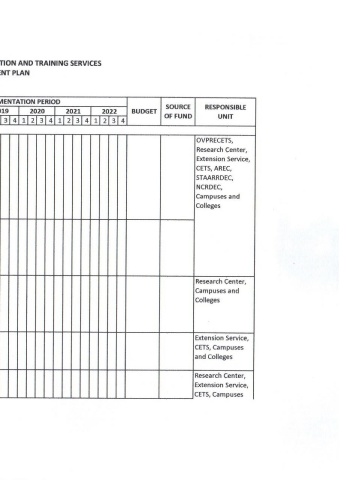 TION AND TRAINING SERVICES
ENT PLAN
MENTATION PERIOD
BUDGET
SOURCE OF FUND
RESPONSIBLE UNIT
019 2020 2021 2022
3 4 1 2 3 4 1 2 3 4 1 2 3 4
OVPRECETS,
Research Center,
Extension Service,
CETS, AREC,
STAARRDEC,
NCRDEC,
Campuses and
Colleges
Research Center,
Campuses and
Colleges
Extension Service,
CETS, Campuses
and Colleges
Research Center,
Extension Service,
CETS, Campuses